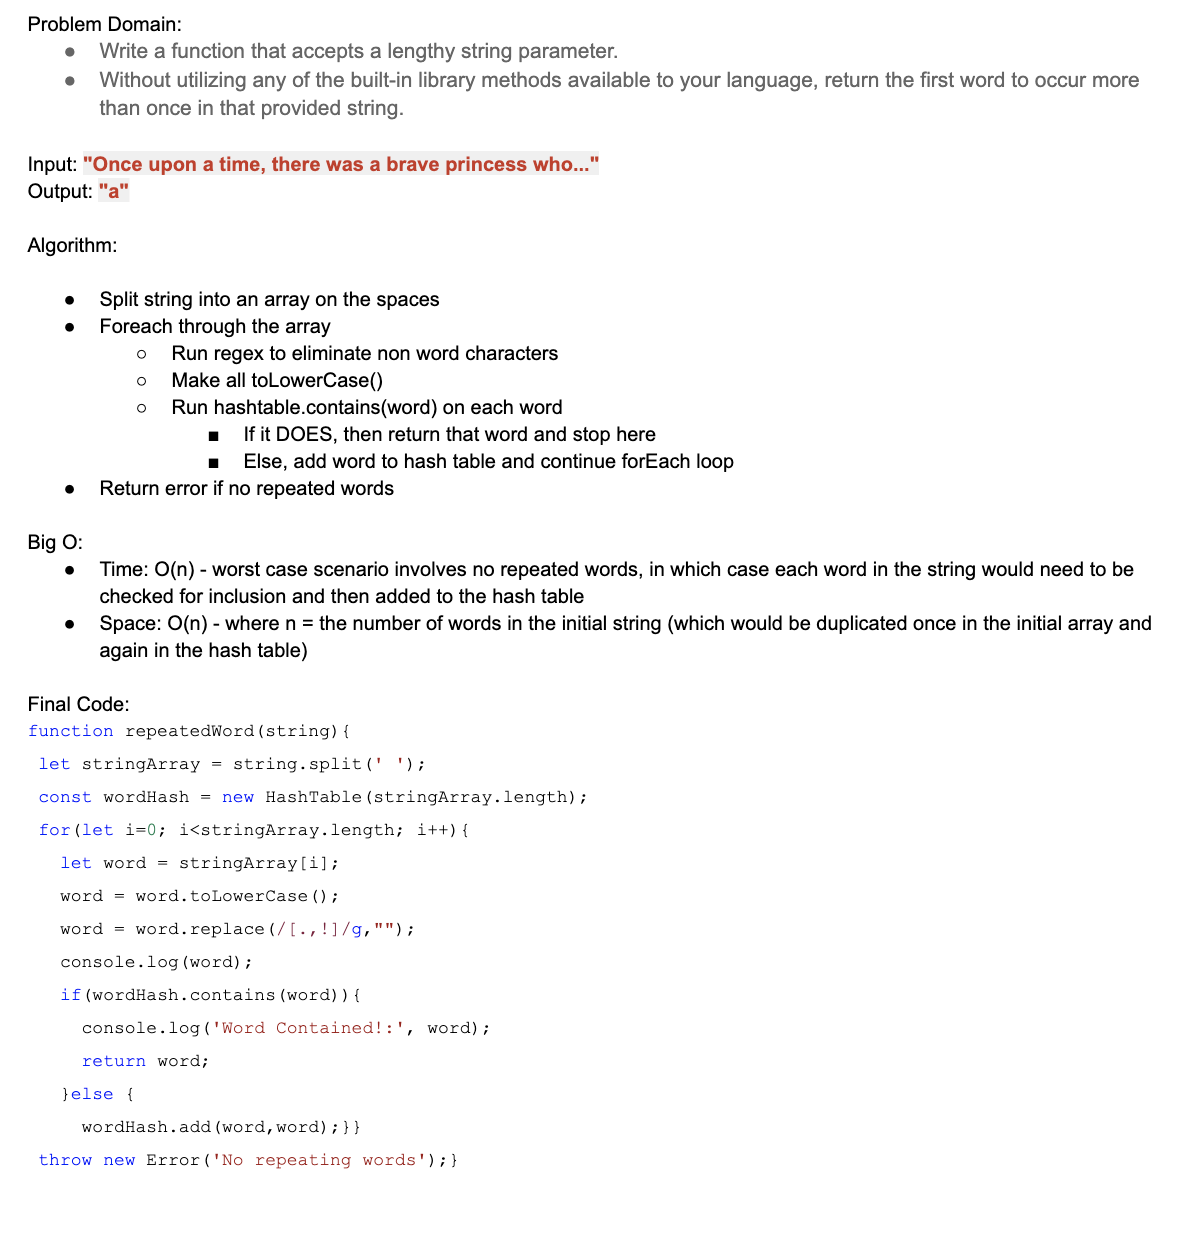 Problem Domain:
● Write a function that accepts a lengthy string parameter.
● Without utilizing any of the built-in library methods available to your language, return the first word to occur more
than once in that provided string.
Input: "Once upon a time, there was a brave princess who..."
Output: "a"
Algorithm:
● Split string into an array on the spaces
● Foreach through the array
○ Run regex to eliminate non word characters
○ Make all toLowerCase()
○ Run hashtable.contains(word) on each word
■ If it DOES, then return that word and stop here
■ Else, add word to hash table and continue forEach loop
● Return error if no repeated words
Big O:
● Time: O(n) - worst case scenario involves no repeated words, in which case each word in the string would need to be
checked for inclusion and then added to the hash table
● Space: O(n) - where n = the number of words in the initial string (which would be duplicated once in the initial array and
again in the hash table)
Final Code:
function repeatedWord(string){
let stringArray = string.split(' ');
const wordHash = new HashTable(stringArray.length);
for(let i=0; i<stringArray.length; i++){
let word = stringArray[i];
word = word.toLowerCase();
word = word.replace(/[.,!]/g,"");
console.log(word);
if(wordHash.contains(word)){
console.log('Word Contained!:', word);
return word;
}else {
wordHash.add(word,word);}}
throw new Error('No repeating words');}